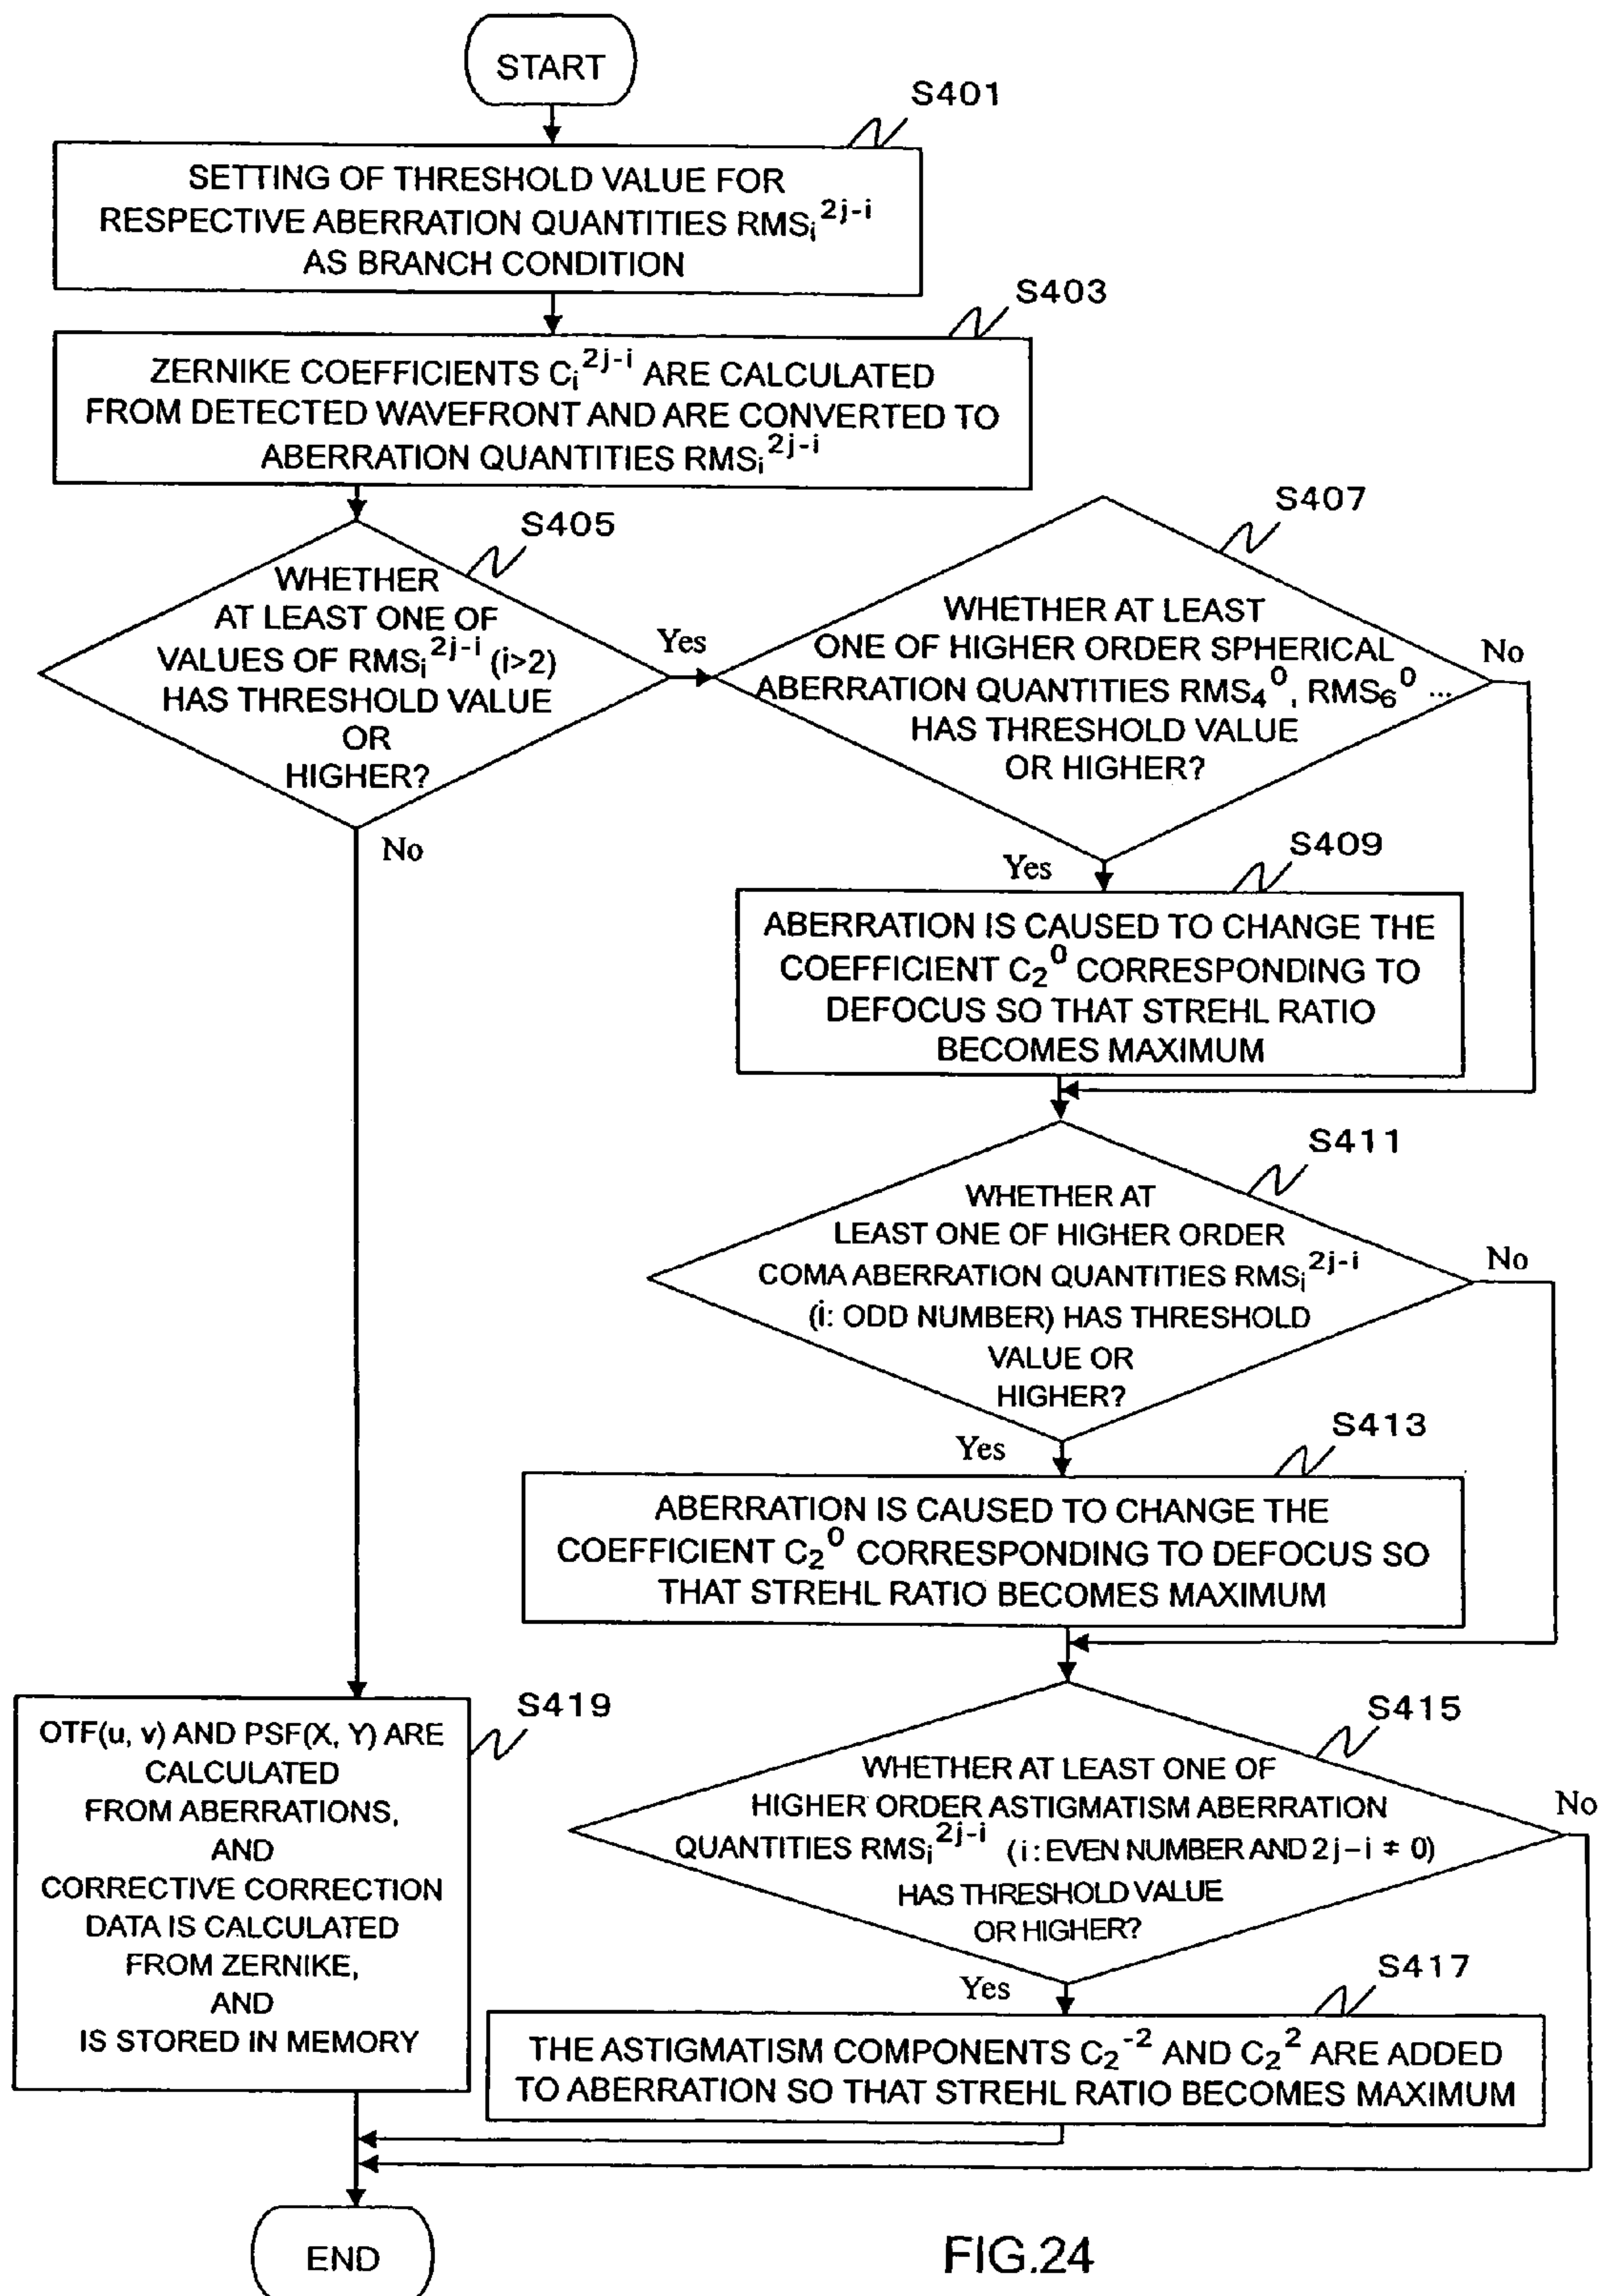 START
S401
SETTING OF THRESHOLD VALUE FOR
RESPECTIVE ABERRATION QUANTITIES RMSᵢ²ʲ⁻ⁱ
AS BRANCH CONDITION
S403
ZERNIKE COEFFICIENTS Cᵢ²ʲ⁻ⁱ ARE CALCULATED
FROM DETECTED WAVEFRONT AND ARE CONVERTED TO
ABERRATION QUANTITIES RMSᵢ²ʲ⁻ⁱ
S405
WHETHER
AT LEAST ONE OF
VALUES OF RMSᵢ²ʲ⁻ⁱ (i>2)
HAS THRESHOLD VALUE
OR
HIGHER?
Yes
No
S407
WHETHER AT LEAST
ONE OF HIGHER ORDER SPHERICAL
ABERRATION QUANTITIES RMS₄⁰, RMS₆⁰ ...
HAS THRESHOLD VALUE
OR HIGHER?
No
Yes
S409
ABERRATION IS CAUSED TO CHANGE THE
COEFFICIENT C₂⁰ CORRESPONDING TO
DEFOCUS SO THAT STREHL RATIO
BECOMES MAXIMUM
S411
WHETHER AT
LEAST ONE OF HIGHER ORDER
COMA ABERRATION QUANTITIES RMSᵢ²ʲ⁻ⁱ
(i: ODD NUMBER) HAS THRESHOLD
VALUE OR
HIGHER?
No
Yes
S413
ABERRATION IS CAUSED TO CHANGE THE
COEFFICIENT C₂⁰ CORRESPONDING TO DEFOCUS SO
THAT STREHL RATIO BECOMES MAXIMUM
S415
WHETHER AT LEAST ONE OF
HIGHER ORDER ASTIGMATISM ABERRATION
QUANTITIES RMSᵢ²ʲ⁻ⁱ (i: EVEN NUMBER AND 2j-i ≠ 0)
HAS THRESHOLD VALUE
OR HIGHER?
No
Yes
S417
THE ASTIGMATISM COMPONENTS C₂⁻² AND C₂² ARE ADDED
TO ABERRATION SO THAT STREHL RATIO BECOMES MAXIMUM
S419
OTF(u, v) AND PSF(X, Y) ARE
CALCULATED
FROM ABERRATIONS,
AND
CORRECTIVE CORRECTION
DATA IS CALCULATED
FROM ZERNIKE,
AND
IS STORED IN MEMORY
END
FIG.24